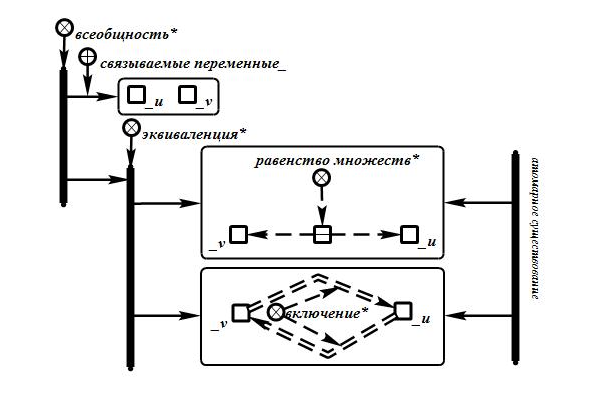 всеобщность*
связываемые переменные_
_u _v
эквиваленция*
равенство множеств*
_v _u
включение*
_v _u
атомарное существование